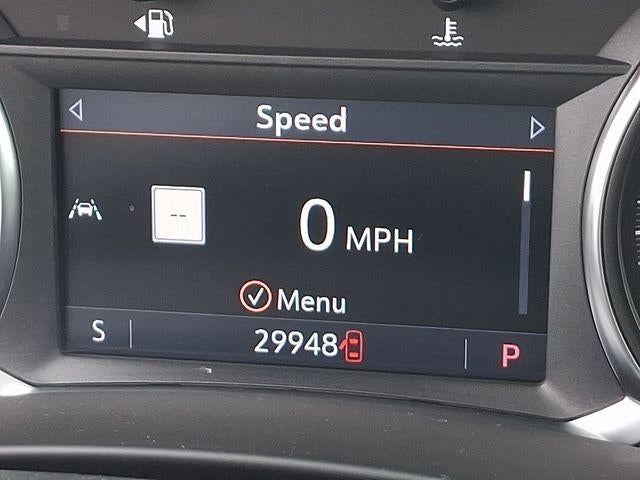 Speed
--
0 MPH
Menu
S
29948
P